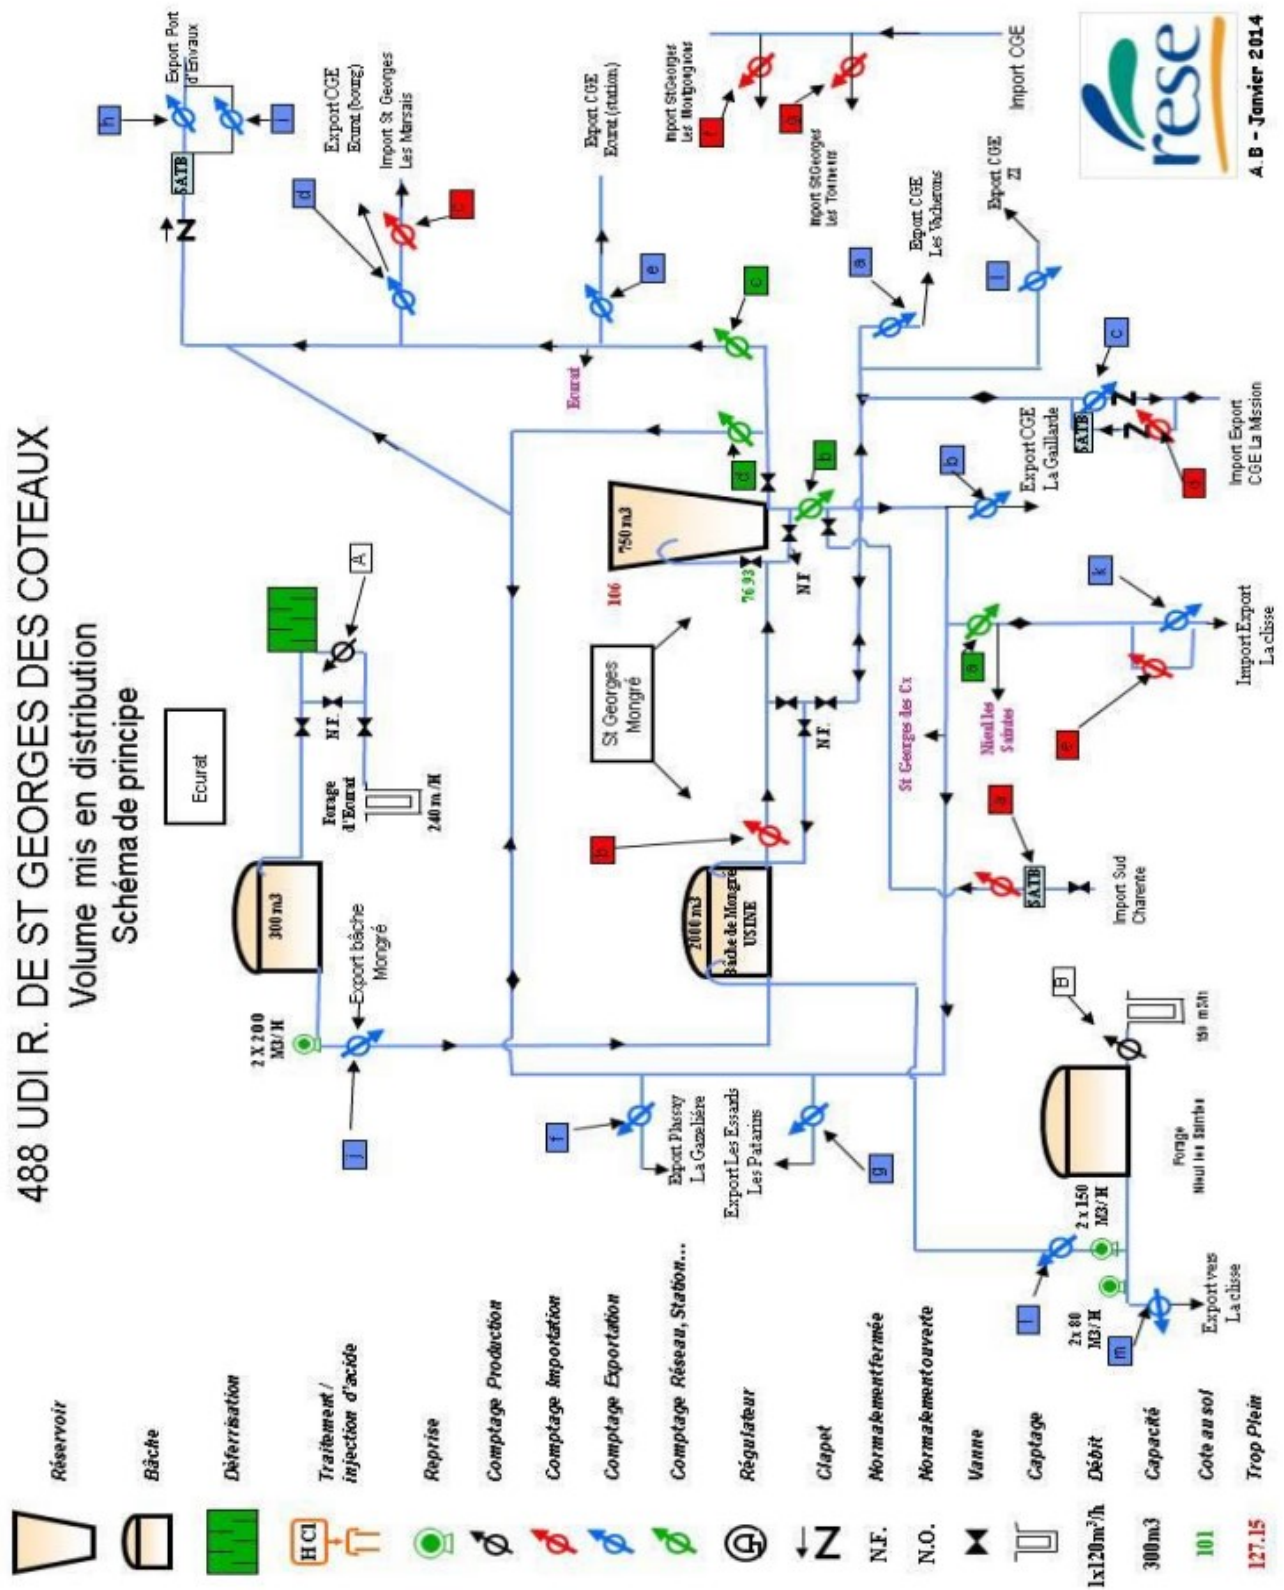 488 UDI R. DE ST GEORGES DES COTEAUX
Volume mis en distribution
Schéma de principe
Réservoir
Bâche
Déferrisation
HCl
Traitement /
injection d'acide
Reprise
Comptage Production
Comptage Importation
Comptage Exportation
Comptage Réseau, Station...
Régulateur
Z
Clapet
N.F.
Normalement fermée
N.O.
Normalement ouverte
Vanne
Captage
1x120m³/h
Débit
300m3
Capacité
101
Cote au sol
127.15
Trop Plein
Ecurat
2 X 200
M3/H
300 m3
Forage
d'Ecurat
240 m./H
N.F.
A
j
Export bâche
Mongré
h
Export Port
d'Envaux
SATB
i
Z
d
Export CGE
Ecurat (bourg)
Import St Georges
Les Marsais
c
Export CGE
Ecurat (station)
e
Ecurat
c
d
b
St Georges
Mongré
106
750 m3
76.93
N.F
b
2000 m3
Bâche de Mongré
USINE
N.F.
f
Export Plassay
La Gazelière
Export Les Essards
Les Patarins
g
Import St Georges
Les Montgongnons
f
g
Import St Georges
Les Tonneurs
Import CGE
a
Export CGE
Les Vacherons
l
Export CGE
ZI
c
SATB
Z
Z
d
Import Export
CGE La Mission
b
Export CGE
La Gaillarde
St Georges des Cx
a
Nieul les
Saintes
k
e
Import Export
La clisse
a
SATB
Import Sud
Charente
B
150 m3/H
Forage
Nieul les Saintes
2 x 150
M3/H
l
2x 80
M3/H
m
Export vers
La clisse
rese
A.B - Janvier 2014